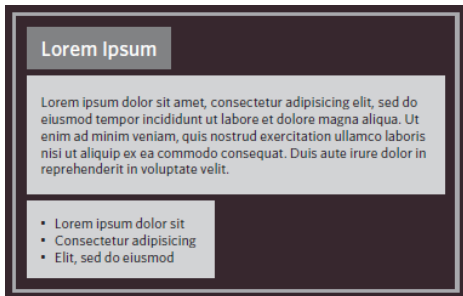 Lorem Ipsum
Lorem ipsum dolor sit amet, consectetur adipisicing elit, sed do
eiusmod tempor incididunt ut labore et dolore magna aliqua. Ut
enim ad minim veniam, quis nostrud exercitation ullamco laboris
nisi ut aliquip ex ea commodo consequat. Duis aute irure dolor in
reprehenderit in voluptate velit.
• Lorem ipsum dolor sit
• Consectetur adipisicing
• Elit, sed do eiusmod